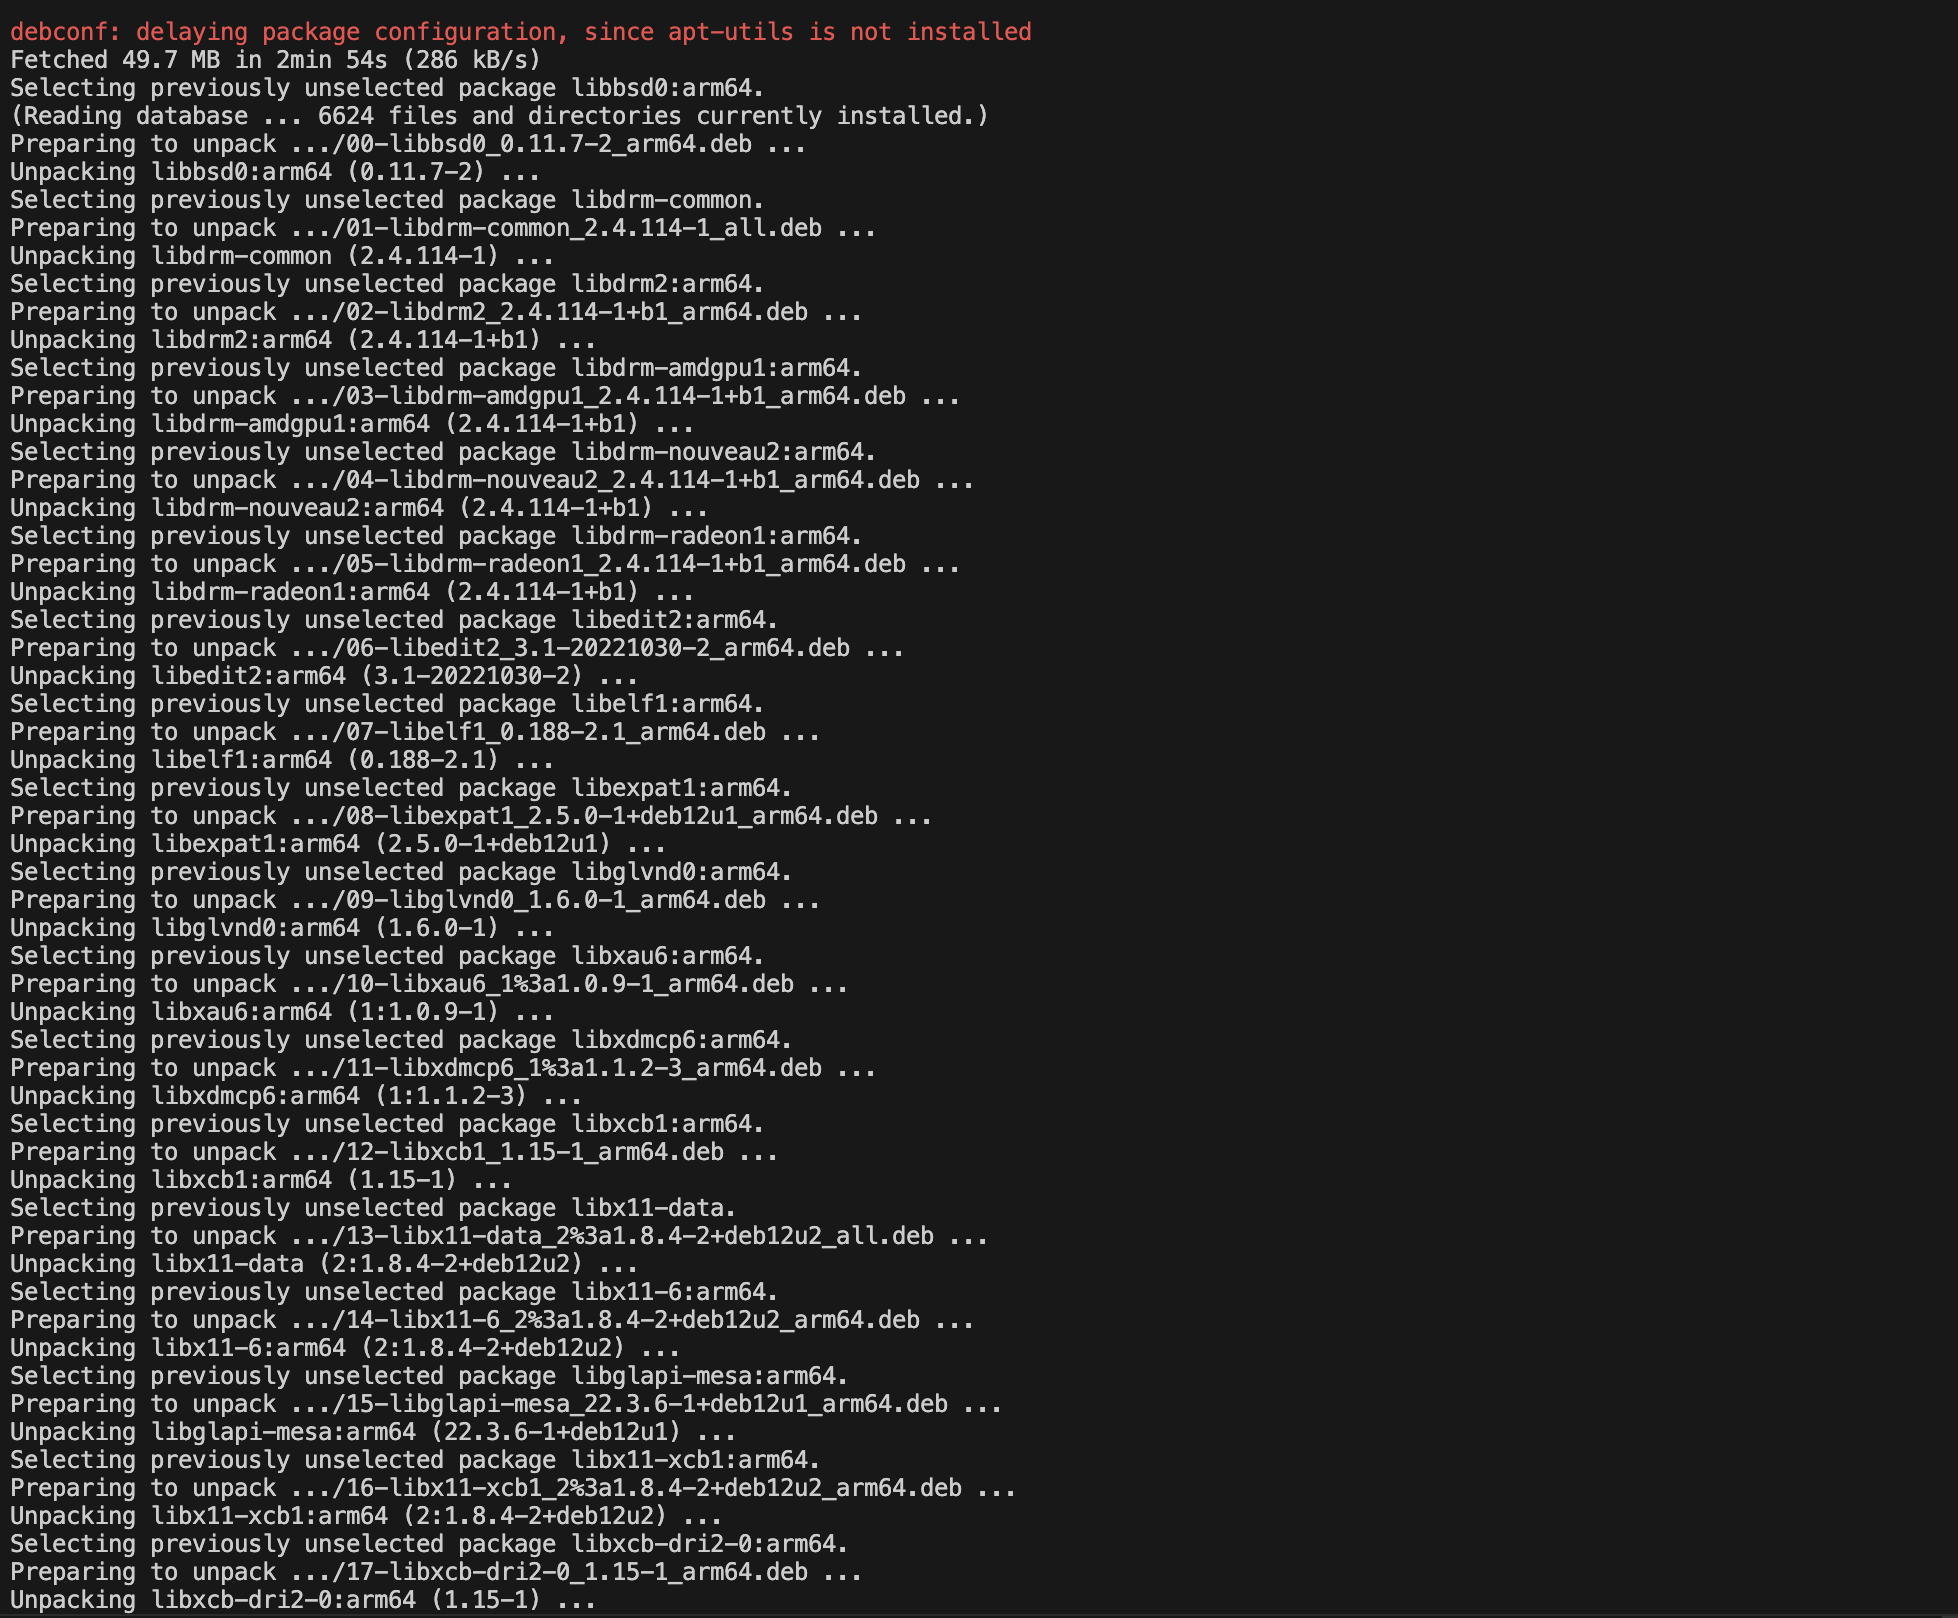 debconf: delaying package configuration, since apt-utils is not installed
Fetched 49.7 MB in 2min 54s (286 kB/s)
Selecting previously unselected package libbsd0:arm64.
(Reading database ... 6624 files and directories currently installed.)
Preparing to unpack .../00-libbsd0_0.11.7-2_arm64.deb ...
Unpacking libbsd0:arm64 (0.11.7-2) ...
Selecting previously unselected package libdrm-common.
Preparing to unpack .../01-libdrm-common_2.4.114-1_all.deb ...
Unpacking libdrm-common (2.4.114-1) ...
Selecting previously unselected package libdrm2:arm64.
Preparing to unpack .../02-libdrm2_2.4.114-1+b1_arm64.deb ...
Unpacking libdrm2:arm64 (2.4.114-1+b1) ...
Selecting previously unselected package libdrm-amdgpu1:arm64.
Preparing to unpack .../03-libdrm-amdgpu1_2.4.114-1+b1_arm64.deb ...
Unpacking libdrm-amdgpu1:arm64 (2.4.114-1+b1) ...
Selecting previously unselected package libdrm-nouveau2:arm64.
Preparing to unpack .../04-libdrm-nouveau2_2.4.114-1+b1_arm64.deb ...
Unpacking libdrm-nouveau2:arm64 (2.4.114-1+b1) ...
Selecting previously unselected package libdrm-radeon1:arm64.
Preparing to unpack .../05-libdrm-radeon1_2.4.114-1+b1_arm64.deb ...
Unpacking libdrm-radeon1:arm64 (2.4.114-1+b1) ...
Selecting previously unselected package libedit2:arm64.
Preparing to unpack .../06-libedit2_3.1-20221030-2_arm64.deb ...
Unpacking libedit2:arm64 (3.1-20221030-2) ...
Selecting previously unselected package libelf1:arm64.
Preparing to unpack .../07-libelf1_0.188-2.1_arm64.deb ...
Unpacking libelf1:arm64 (0.188-2.1) ...
Selecting previously unselected package libexpat1:arm64.
Preparing to unpack .../08-libexpat1_2.5.0-1+deb12u1_arm64.deb ...
Unpacking libexpat1:arm64 (2.5.0-1+deb12u1) ...
Selecting previously unselected package libglvnd0:arm64.
Preparing to unpack .../09-libglvnd0_1.6.0-1_arm64.deb ...
Unpacking libglvnd0:arm64 (1.6.0-1) ...
Selecting previously unselected package libxau6:arm64.
Preparing to unpack .../10-libxau6_1%3a1.0.9-1_arm64.deb ...
Unpacking libxau6:arm64 (1:1.0.9-1) ...
Selecting previously unselected package libxdmcp6:arm64.
Preparing to unpack .../11-libxdmcp6_1%3a1.1.2-3_arm64.deb ...
Unpacking libxdmcp6:arm64 (1:1.1.2-3) ...
Selecting previously unselected package libxcb1:arm64.
Preparing to unpack .../12-libxcb1_1.15-1_arm64.deb ...
Unpacking libxcb1:arm64 (1.15-1) ...
Selecting previously unselected package libx11-data.
Preparing to unpack .../13-libx11-data_2%3a1.8.4-2+deb12u2_all.deb ...
Unpacking libx11-data (2:1.8.4-2+deb12u2) ...
Selecting previously unselected package libx11-6:arm64.
Preparing to unpack .../14-libx11-6_2%3a1.8.4-2+deb12u2_arm64.deb ...
Unpacking libx11-6:arm64 (2:1.8.4-2+deb12u2) ...
Selecting previously unselected package libglapi-mesa:arm64.
Preparing to unpack .../15-libglapi-mesa_22.3.6-1+deb12u1_arm64.deb ...
Unpacking libglapi-mesa:arm64 (22.3.6-1+deb12u1) ...
Selecting previously unselected package libx11-xcb1:arm64.
Preparing to unpack .../16-libx11-xcb1_2%3a1.8.4-2+deb12u2_arm64.deb ...
Unpacking libx11-xcb1:arm64 (2:1.8.4-2+deb12u2) ...
Selecting previously unselected package libxcb-dri2-0:arm64.
Preparing to unpack .../17-libxcb-dri2-0_1.15-1_arm64.deb ...
Unpacking libxcb-dri2-0:arm64 (1.15-1) ...